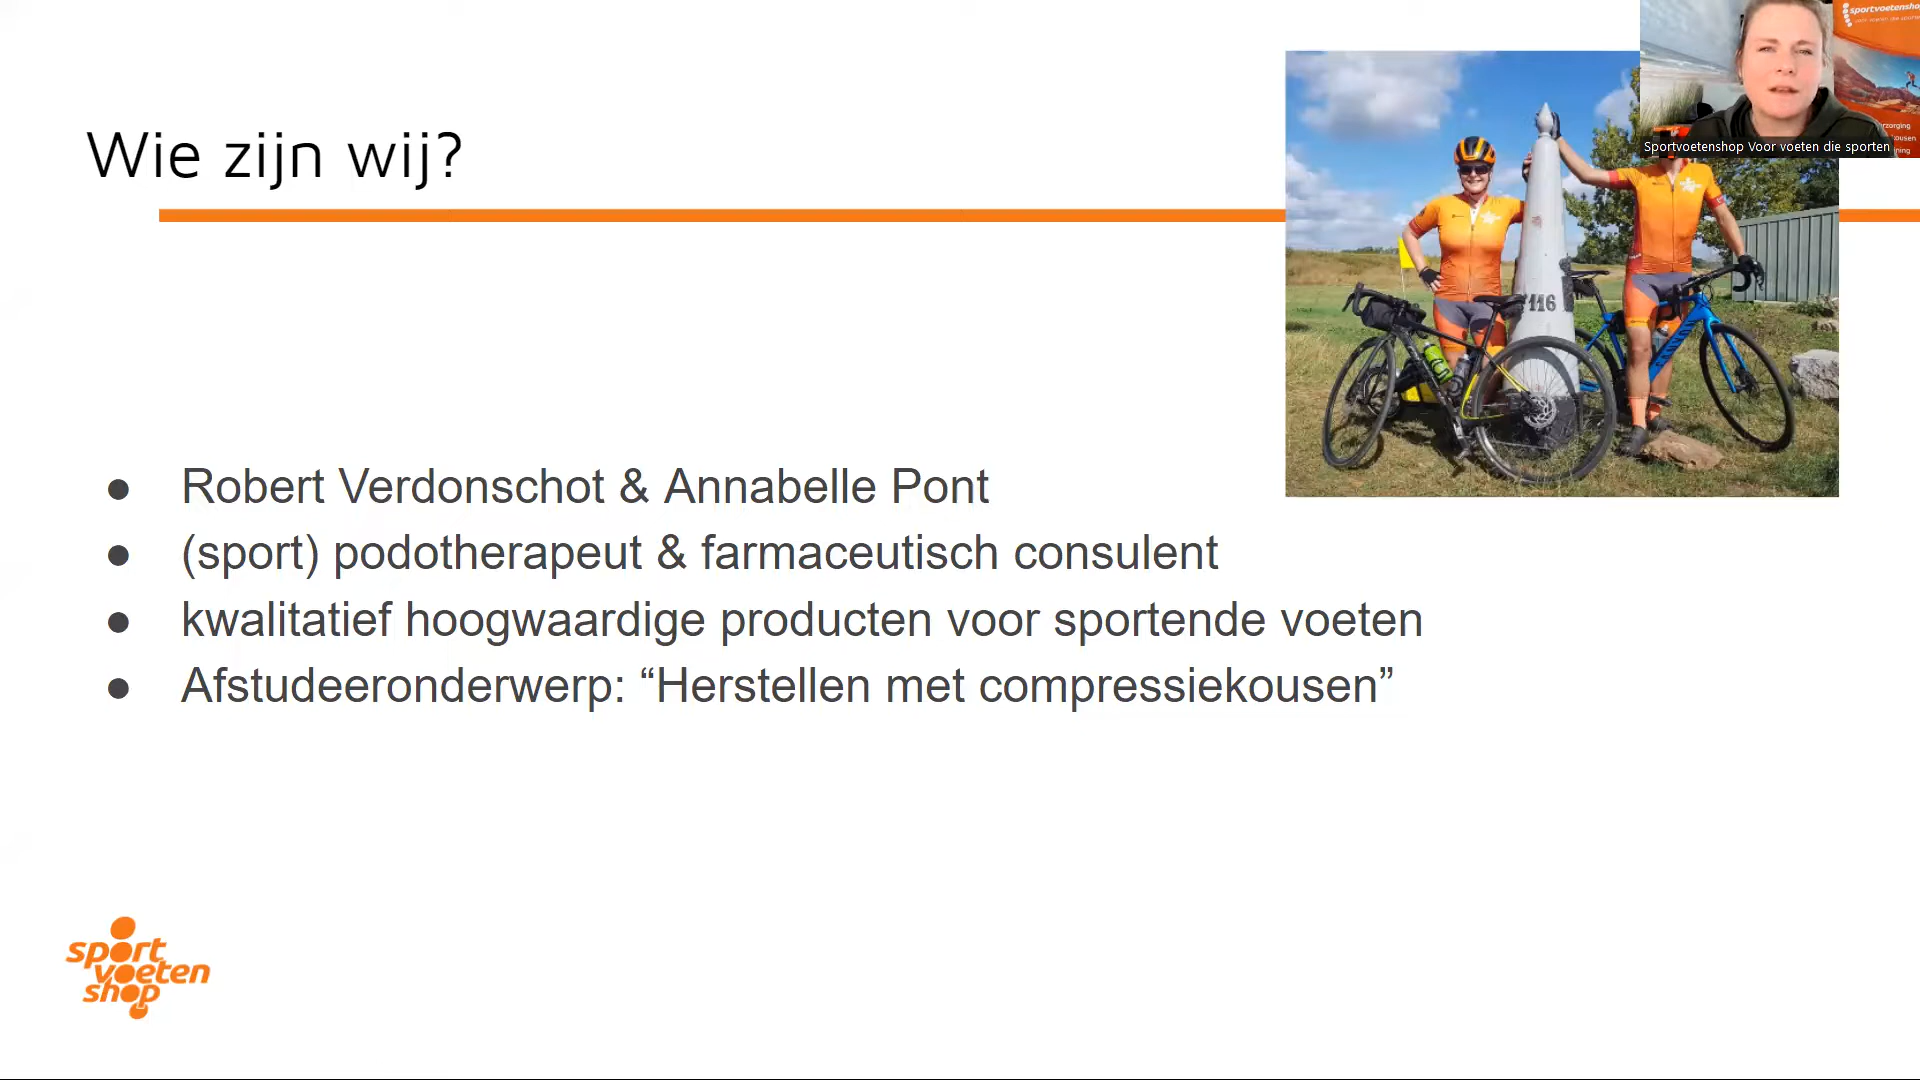 Wie zijn wij?
sportvoetenshop
Sportvoetenshop Voor voeten die sporten
116
● Robert Verdonschot & Annabelle Pont
● (sport) podotherapeut & farmaceutisch consulent
● kwalitatief hoogwaardige producten voor sportende voeten
● Afstudeeronderwerp: “Herstellen met compressiekousen”
sport
voeten
shop